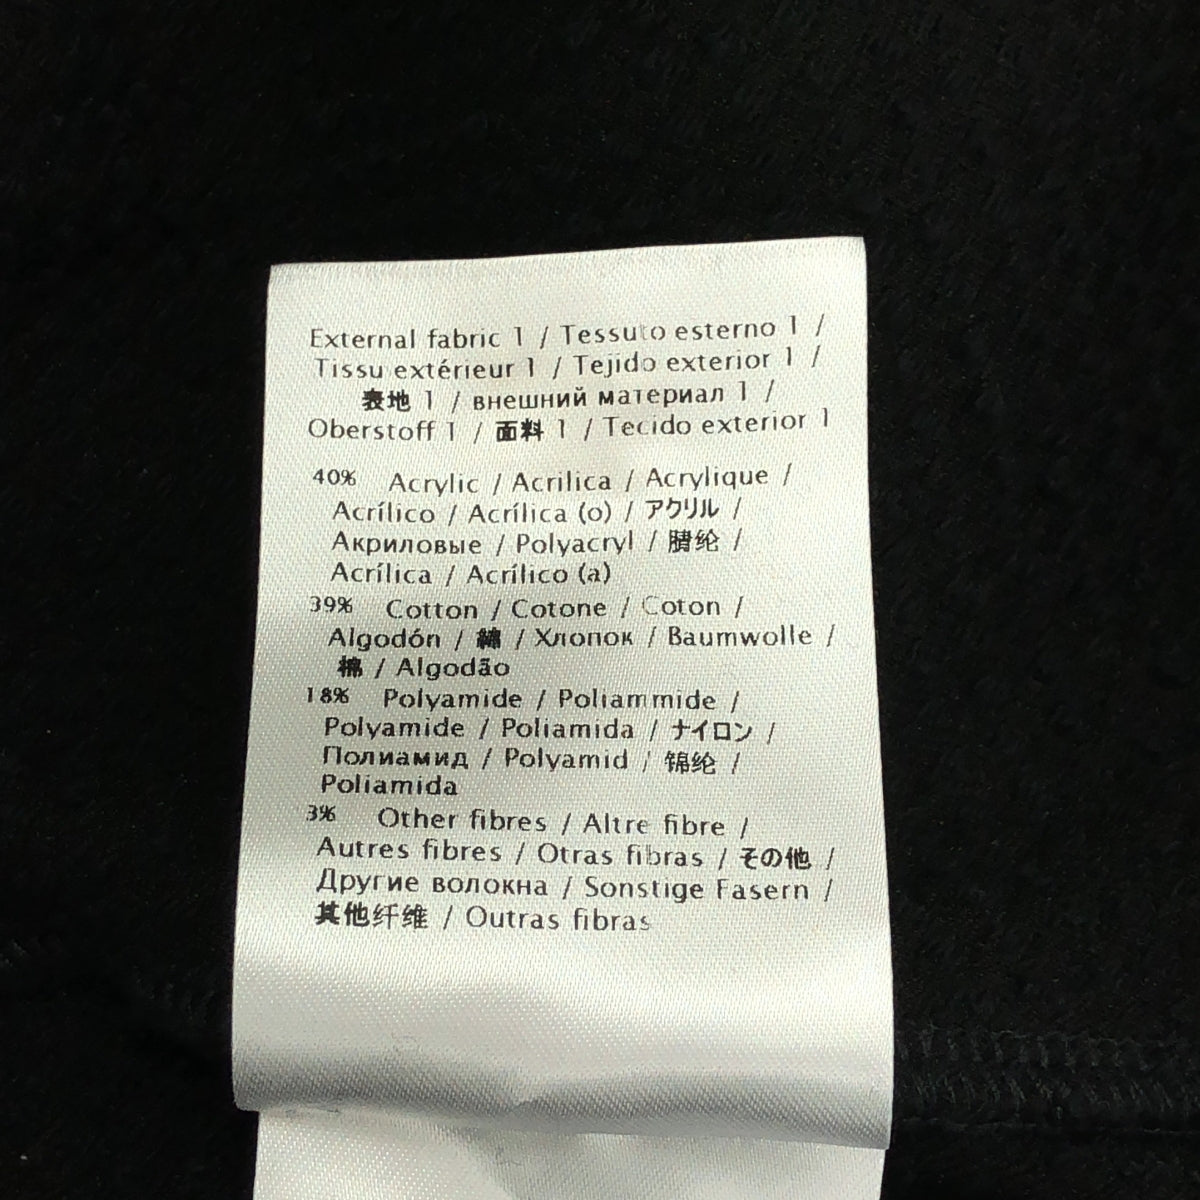 External fabric 1 / Tessuto esterno 1 /
Tissu extérieur 1 / Tejido exterior 1 /
表地 1 / внешний материал 1 /
Oberstoff 1 / 面料 1 / Tecido exterior 1
40% Acrylic / Acrilica / Acrylique /
Acrílico / Acrílica (o) / アクリル /
Акриловые / Polyacryl / 腈纶 /
Acrílica / Acrílico (a)
39% Cotton / Cotone / Coton /
Algodón / 綿 / Хлопок / Baumwolle /
棉 / Algodão
18% Polyamide / Poliammide /
Polyamide / Poliamida / ナイロン /
Полиамид / Polyamid / 锦纶 /
Poliamida
3% Other fibres / Altre fibre /
Autres fibres / Otras fibras / その他 /
Другие волокна / Sonstige Fasern /
其他纤维 / Outras fibras